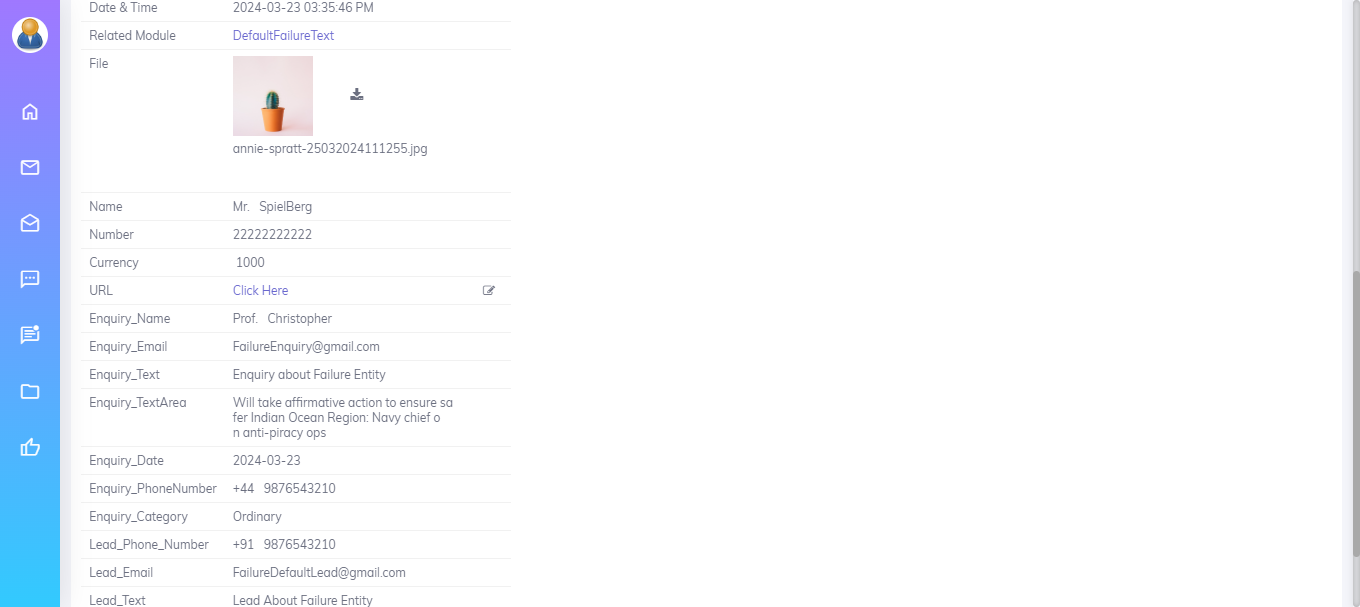 Date & Time 2024-03-23 03:35:46 PM
Related Module DefaultFailureText
File
annie-spratt-25032024111255.jpg
Name Mr. SpielBerg
Number 22222222222
Currency 1000
URL Click Here
Enquiry_Name Prof. Christopher
Enquiry_Email FailureEnquiry@gmail.com
Enquiry_Text Enquiry about Failure Entity
Enquiry_TextArea Will take affirmative action to ensure sa
fer Indian Ocean Region: Navy chief o
n anti-piracy ops
Enquiry_Date 2024-03-23
Enquiry_PhoneNumber +44 9876543210
Enquiry_Category Ordinary
Lead_Phone_Number +91 9876543210
Lead_Email FailureDefaultLead@gmail.com
Lead_Text Lead About Failure Entity